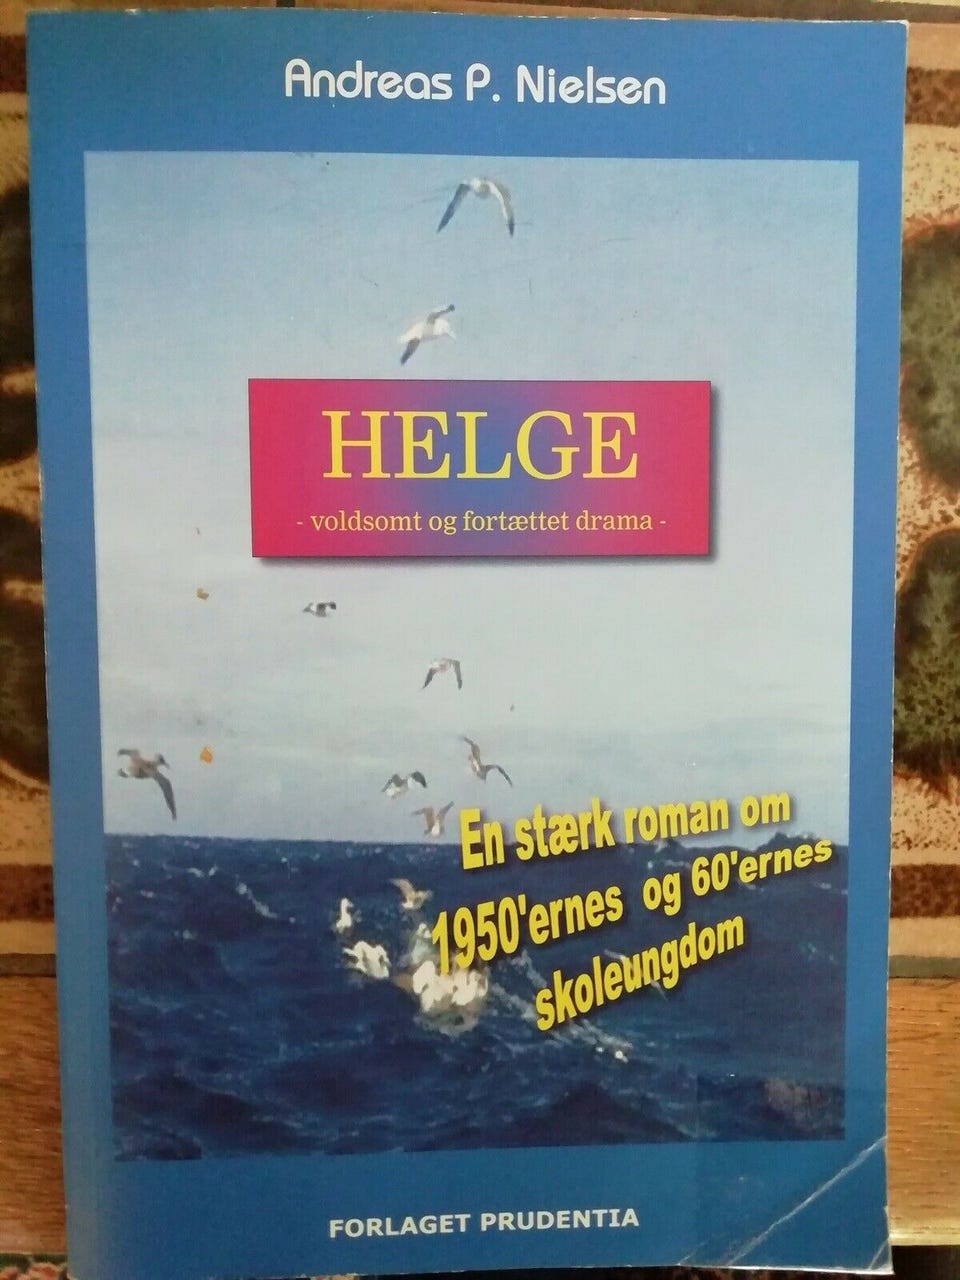 Andreas P. Nielsen
HELGE
- voldsomt og fortættet drama -
En stærk roman om
1950'ernes og 60'ernes
skoleungdom
FORLAGET PRUDENTIA